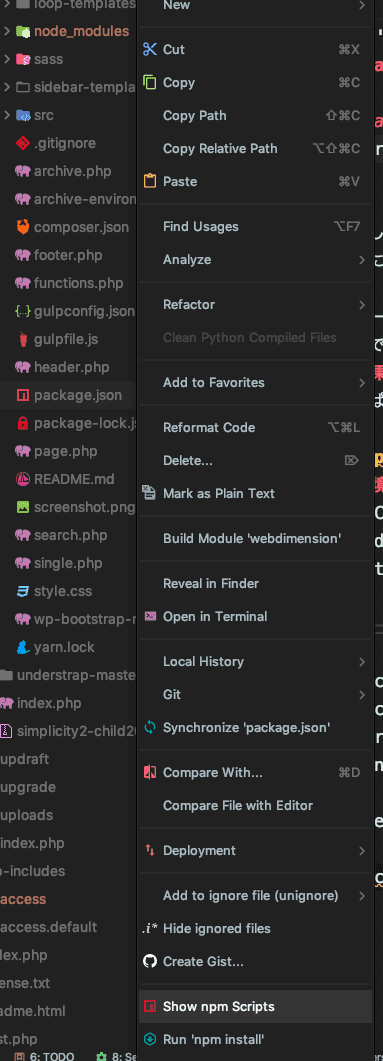 loop-templates
node_modules
sass
sidebar-templa
src
.gitignore
archive.php
archive-environ
composer.json
footer.php
functions.php
gulpconfig.json
gulpfile.js
header.php
package.json
package-lock.js
page.php
README.md
screenshot.png
search.php
single.php
style.css
wp-bootstrap-n
yarn.lock
understrap-maste
index.php
simplicity2-child20
updraft
upgrade
uploads
index.php
-includes
access
access.default
dex.php
ense.txt
adme.html
st.php
6: TODO
8: Se
New
Cut ⌘X
Copy ⌘C
Copy Path ⇧⌘C
Copy Relative Path ⌥⇧⌘C
Paste ⌘V
Find Usages ⌥F7
Analyze
Refactor
Clean Python Compiled Files
Add to Favorites
Reformat Code ⌥⌘L
Delete... ⌦
Mark as Plain Text
Build Module 'webdimension'
Reveal in Finder
Open in Terminal
Local History
Git
Synchronize 'package.json'
Compare With... ⌘D
Compare File with Editor
Deployment
Add to ignore file (unignore)
.i* Hide ignored files
Create Gist...
Show npm Scripts
Run 'npm install'